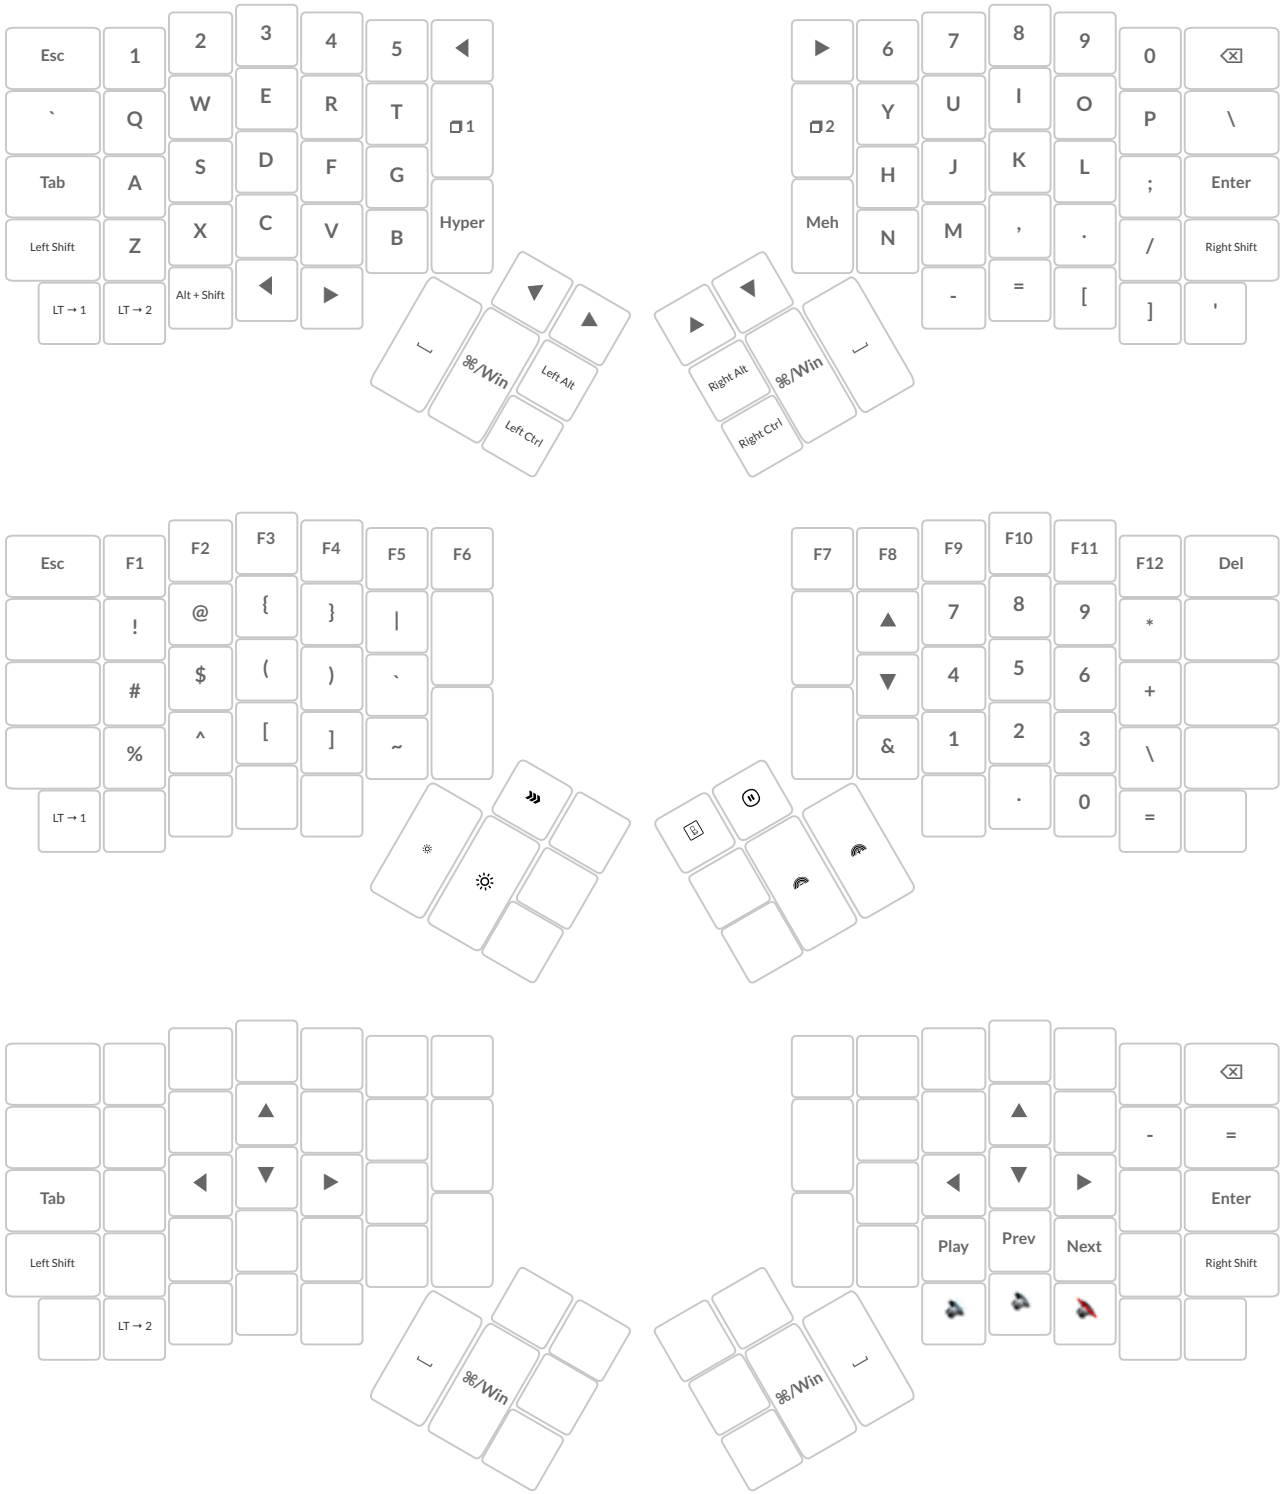 Esc 1 2 3 4 5 ◀ ▶ 6 7 8 9 0 ⌫
` Q W E R T 1 2 Y U I O P \
Tab A S D F G H J K L ; Enter
Left Shift Z X C V B Hyper Meh N M , . / Right Shift
LT → 1 LT → 2 Alt + Shift ◀ ▶ - = [ ] '
▼ ▲ ▶ ◀
⌘/Win Left Alt Right Alt ⌘/Win
Left Ctrl Right Ctrl
Esc F1 F2 F3 F4 F5 F6 F7 F8 F9 F10 F11 F12 Del
! @ { } | ▲ 7 8 9 *
# $ ( ) ` ▼ 4 5 6 +
% ^ [ ] ~ & 1 2 3 \
LT → 1 . 0 =
⌫
▲ ▲ - =
Tab ◀ ▼ ▶ ◀ ▼ ▶ Enter
Left Shift Play Prev Next Right Shift
LT → 2
⌘/Win ⌘/Win